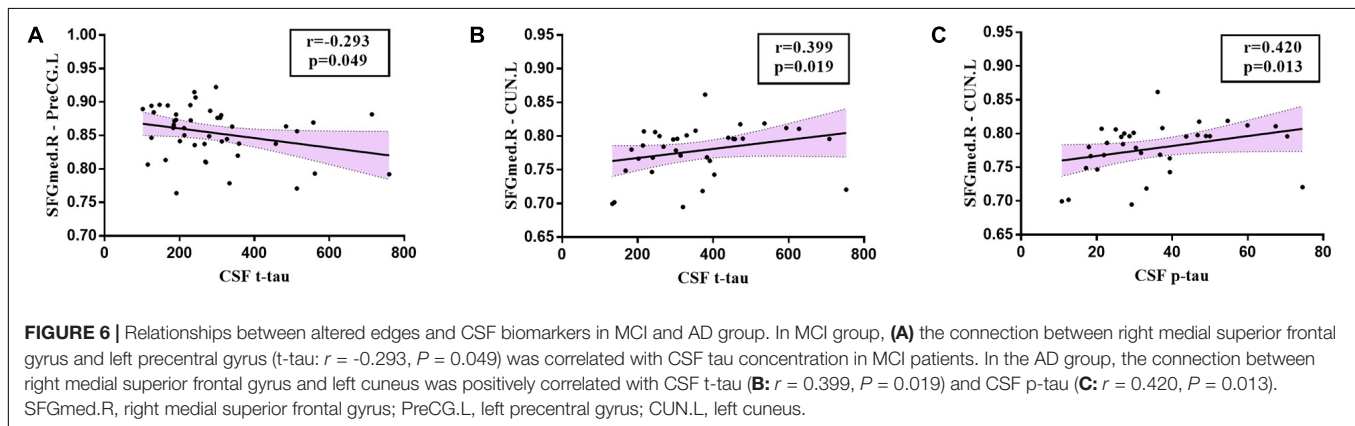 A
r=-0.293
p=0.049
1.00
0.95
0.90
0.85
0.80
0.75
0.70
SFGmed.R - PreCG.L
0 200 400 600 800
CSF t-tau
B
r=0.399
p=0.019
0.95
0.90
0.85
0.80
0.75
0.70
0.65
SFGmed.R - CUN.L
0 200 400 600 800
CSF t-tau
C
r=0.420
p=0.013
0.95
0.90
0.85
0.80
0.75
0.70
0.65
SFGmed.R - CUN.L
0 20 40 60 80
CSF p-tau
FIGURE 6 | Relationships between altered edges and CSF biomarkers in MCI and AD group. In MCI group, (A) the connection between right medial superior frontal
gyrus and left precentral gyrus (t-tau: r = -0.293, P = 0.049) was correlated with CSF tau concentration in MCI patients. In the AD group, the connection between
right medial superior frontal gyrus and left cuneus was positively correlated with CSF t-tau (B: r = 0.399, P = 0.019) and CSF p-tau (C: r = 0.420, P = 0.013).
SFGmed.R, right medial superior frontal gyrus; PreCG.L, left precentral gyrus; CUN.L, left cuneus.